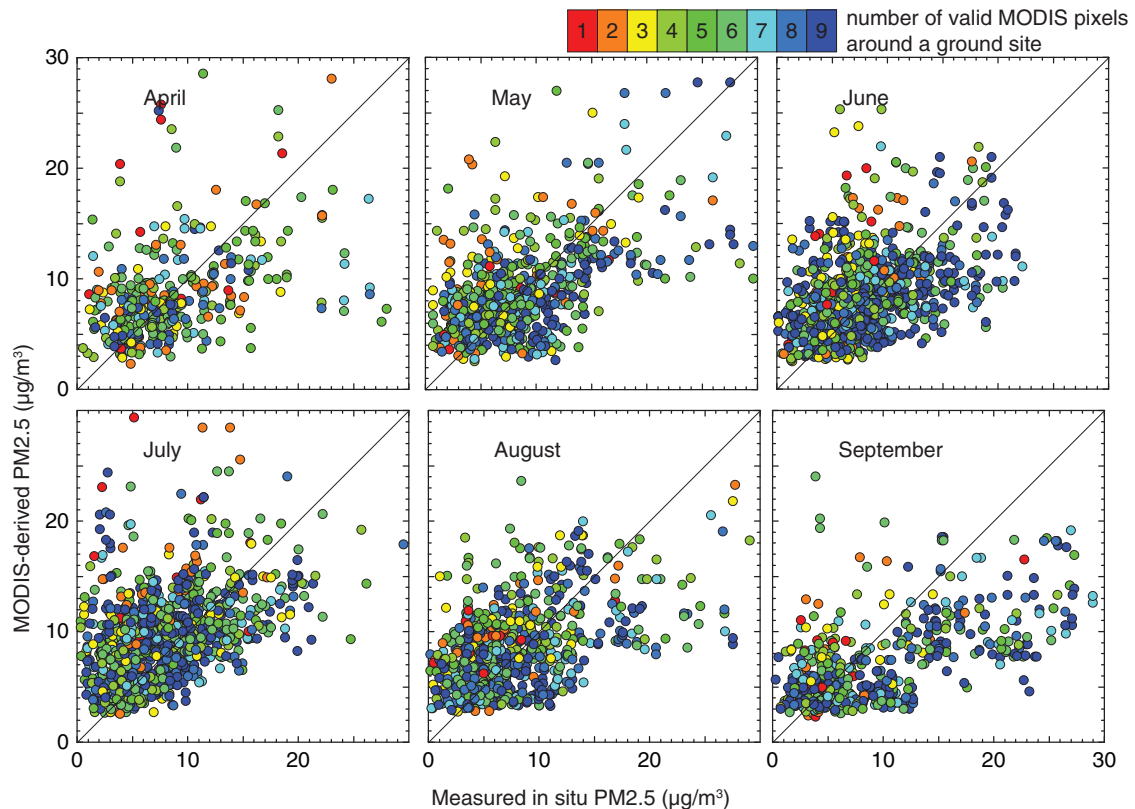 1 2 3 4 5 6 7 8 9
number of valid MODIS pixels
around a ground site
30
April
May
June
20
10
0
July
August
September
20
10
0
0 10 20
0 10 20
0 10 20 30
MODIS-derived PM2.5 (μg/m³)
Measured in situ PM2.5 (μg/m³)